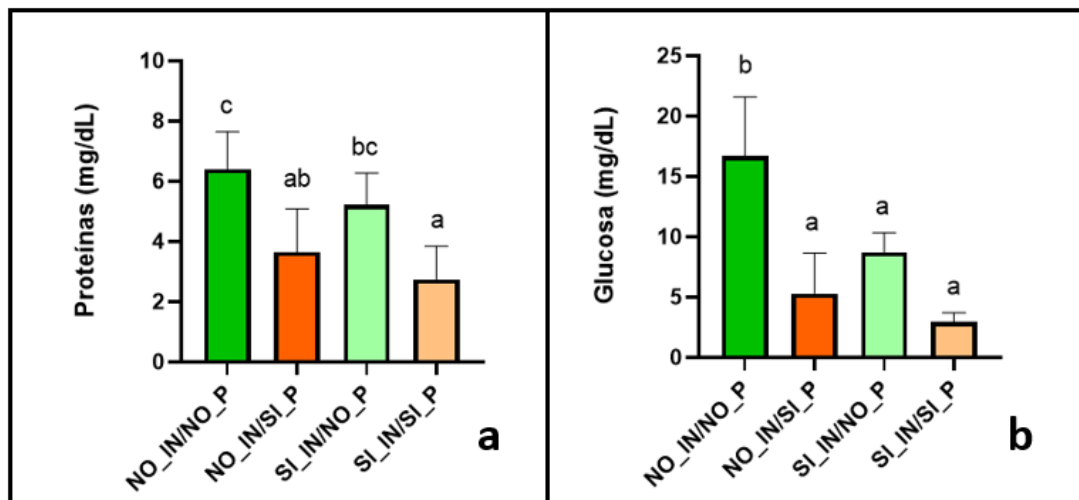 10
8
6
4
2
0
Proteínas (mg/dL)
c
ab
bc
a
NO_IN/NO_P
NO_IN/SI_P
SI_IN/NO_P
SI_IN/SI_P
a
25
20
15
10
5
0
Glucosa (mg/dL)
b
a
a
a
NO_IN/NO_P
NO_IN/SI_P
SI_IN/NO_P
SI_IN/SI_P
b